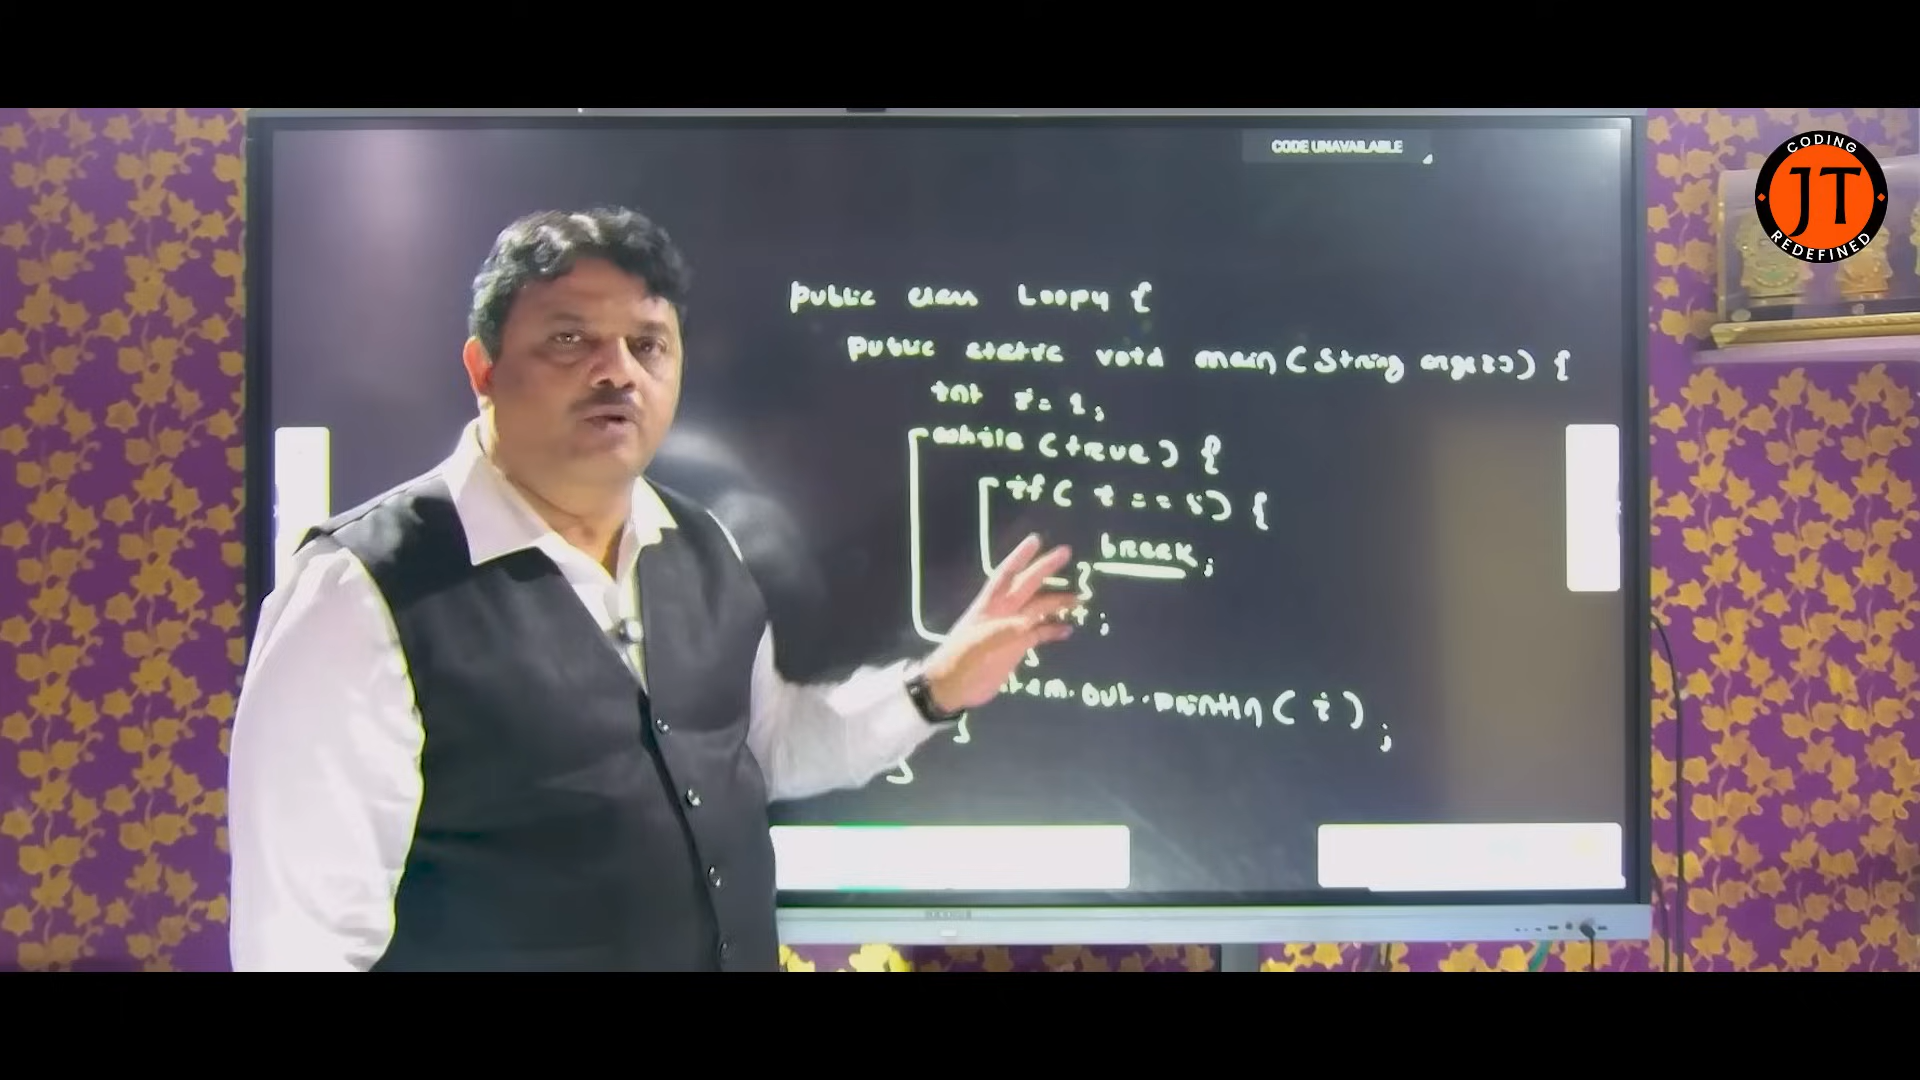 CODE UNAVAILABLE
CODING
JT
REDEFINED
public class Loopy {
public static void main(String args[]) {
int i = 1;
while (true) {
if( i == 5) {
break;
}
;
}
.out.println( i ) ;
}
}